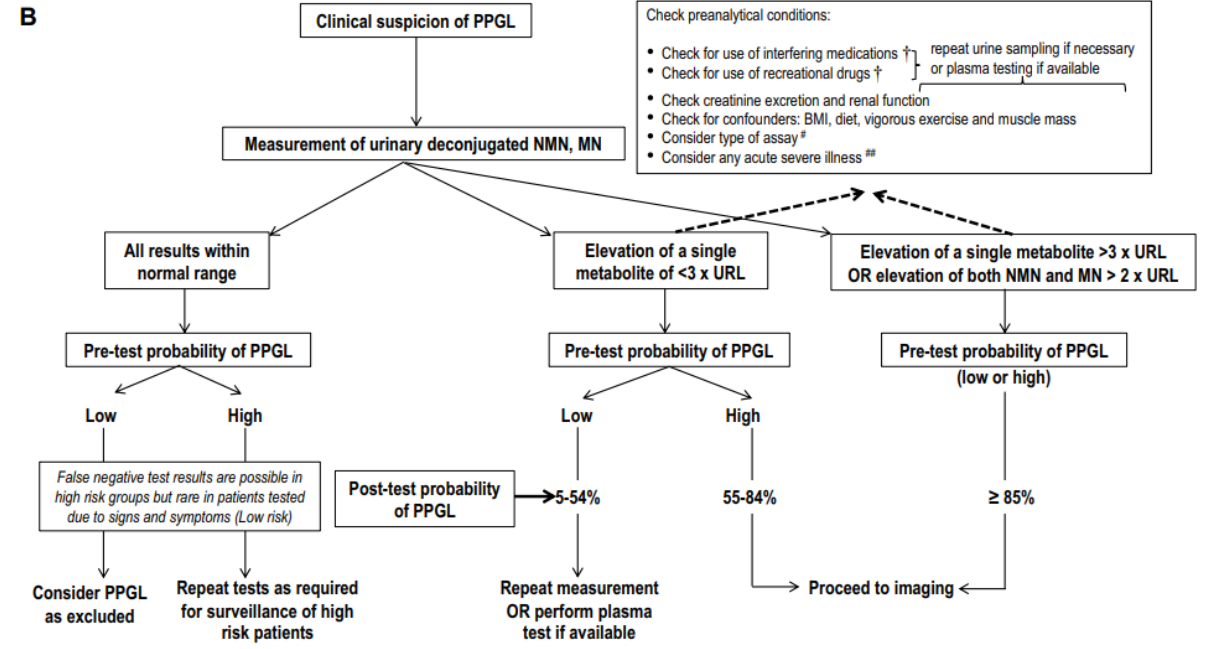 B
Clinical suspicion of PPGL
Check preanalytical conditions:
• Check for use of interfering medications †
• Check for use of recreational drugs †
repeat urine sampling if necessary
or plasma testing if available
• Check creatinine excretion and renal function
• Check for confounders: BMI, diet, vigorous exercise and muscle mass
• Consider type of assay #
• Consider any acute severe illness ##
Measurement of urinary deconjugated NMN, MN
All results within
normal range
Elevation of a single
metabolite of <3 x URL
Elevation of a single metabolite >3 x URL
OR elevation of both NMN and MN > 2 x URL
Pre-test probability of PPGL
Pre-test probability of PPGL
Pre-test probability of PPGL
(low or high)
Low
High
Low
High
False negative test results are possible in
high risk groups but rare in patients tested
due to signs and symptoms (Low risk)
Post-test probability
of PPGL
5-54%
55-84%
≥ 85%
Consider PPGL
as excluded
Repeat tests as required
for surveillance of high
risk patients
Repeat measurement
OR perform plasma
test if available
Proceed to imaging